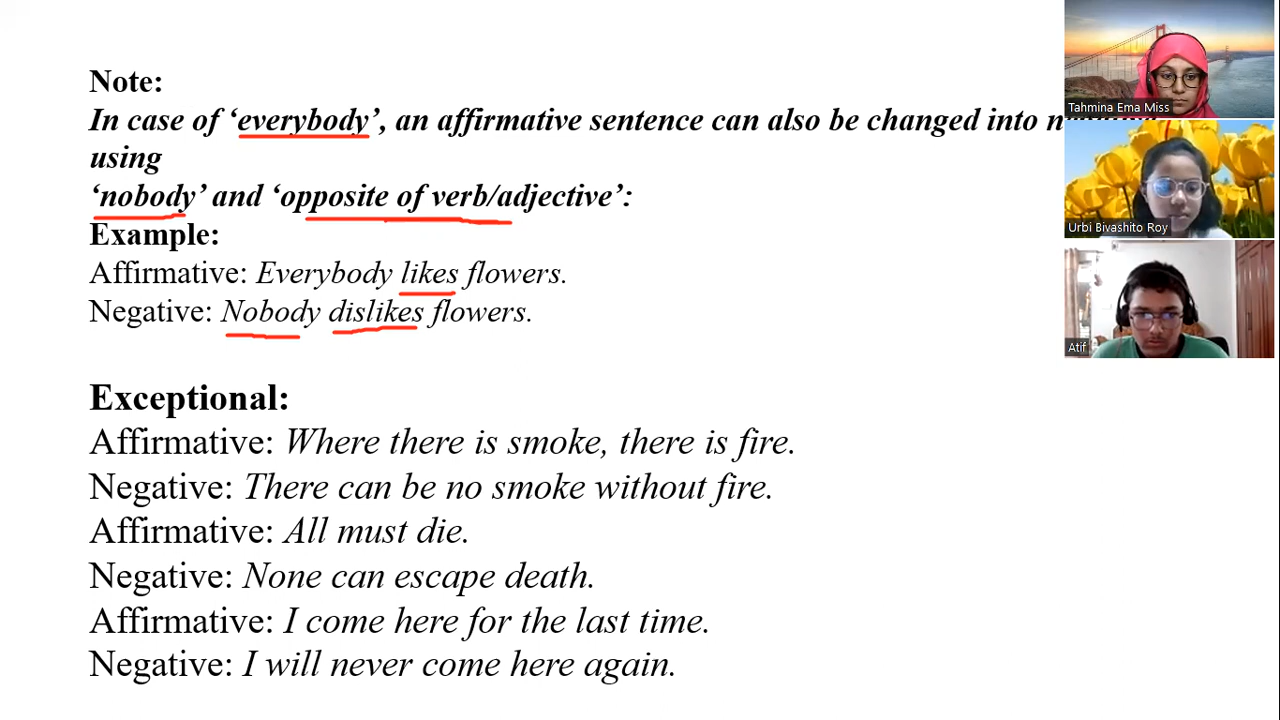 Note:
In case of ‘everybody’, an affirmative sentence can also be changed into
using
‘nobody’ and ‘opposite of verb/adjective’:
Example:
Affirmative: Everybody likes flowers.
Negative: Nobody dislikes flowers.
Exceptional:
Affirmative: Where there is smoke, there is fire.
Negative: There can be no smoke without fire.
Affirmative: All must die.
Negative: None can escape death.
Affirmative: I come here for the last time.
Negative: I will never come here again.
Tahmina Ema Miss
Urbi Bivashito Roy
Atif